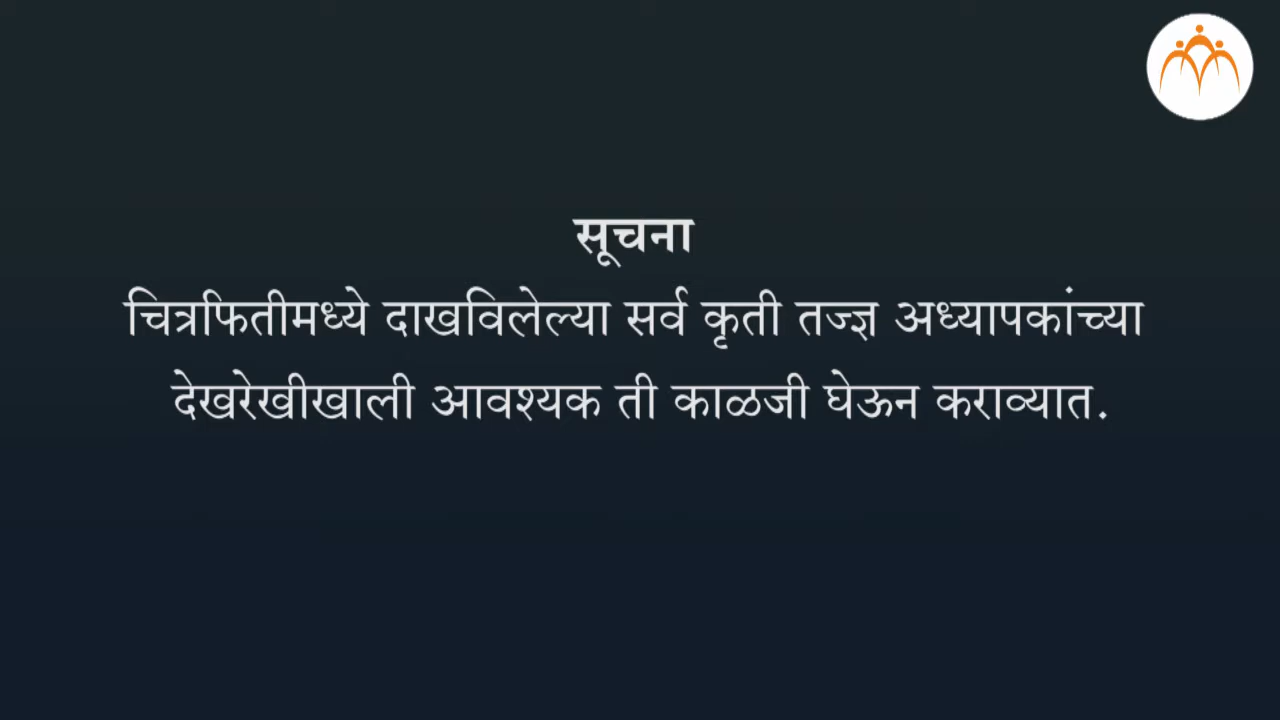 सूचना
चित्रफितीमध्ये दाखविलेल्या सर्व कृती तज्ज्ञ अध्यापकांच्या
देखरेखीखाली आवश्यक ती काळजी घेऊन कराव्यात.